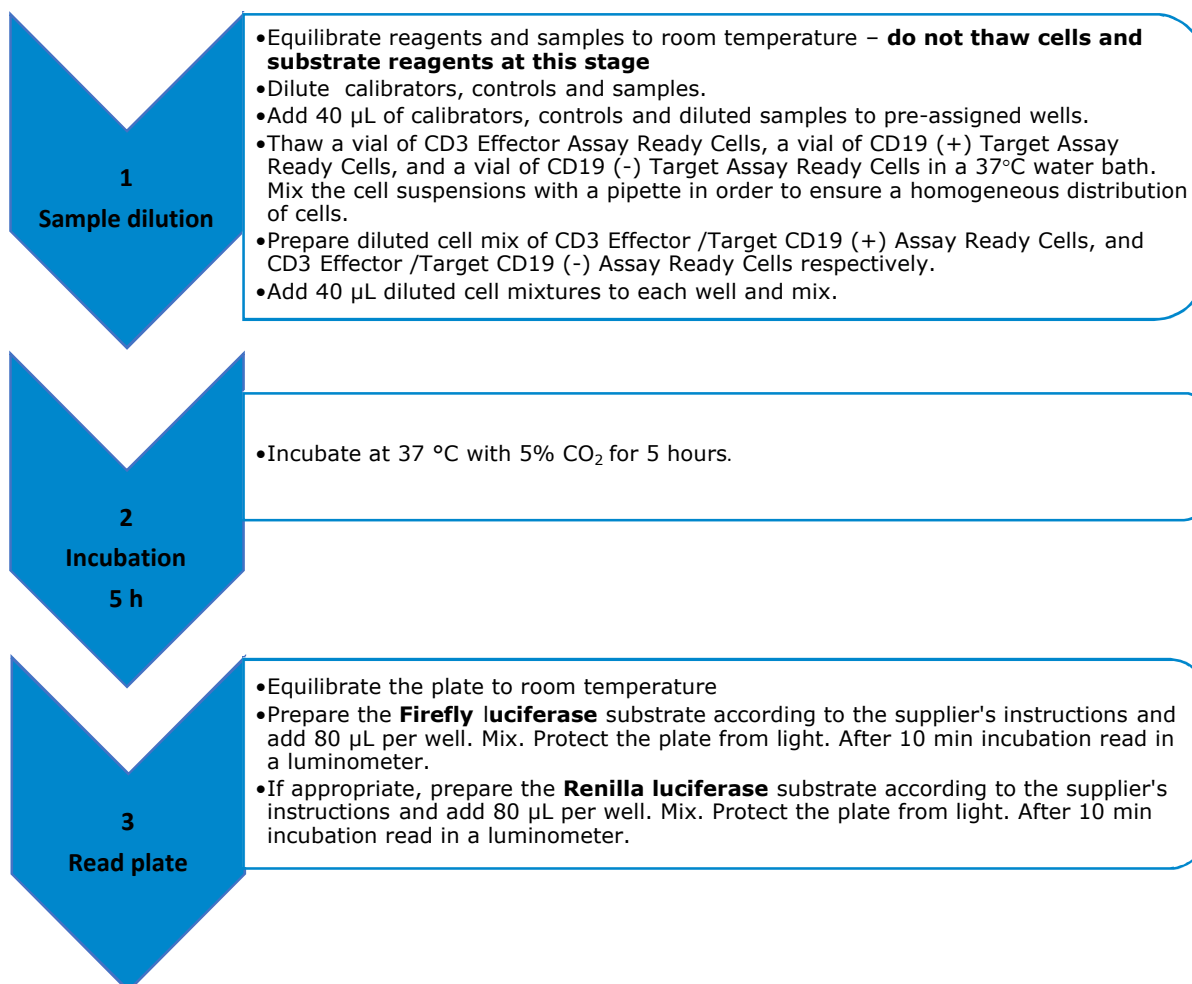 1
Sample dilution
•Equilibrate reagents and samples to room temperature – do not thaw cells and
substrate reagents at this stage
•Dilute  calibrators, controls and samples.
•Add 40 µL of calibrators, controls and diluted samples to pre-assigned wells.
•Thaw a vial of CD3 Effector Assay Ready Cells, a vial of CD19 (+) Target Assay
Ready Cells, and a vial of CD19 (-) Target Assay Ready Cells in a 37°C water bath.
Mix the cell suspensions with a pipette in order to ensure a homogeneous distribution
of cells.
•Prepare diluted cell mix of CD3 Effector /Target CD19 (+) Assay Ready Cells, and
CD3 Effector /Target CD19 (-) Assay Ready Cells respectively.
•Add 40 µL diluted cell mixtures to each well and mix.
2
Incubation
5 h
•Incubate at 37 °C with 5% CO₂ for 5 hours.
3
Read plate
•Equilibrate the plate to room temperature
•Prepare the Firefly luciferase substrate according to the supplier's instructions and
add 80 µL per well. Mix. Protect the plate from light. After 10 min incubation read in
a luminometer.
•If appropriate, prepare the Renilla luciferase substrate according to the supplier's
instructions and add 80 µL per well. Mix. Protect the plate from light. After 10 min
incubation read in a luminometer.